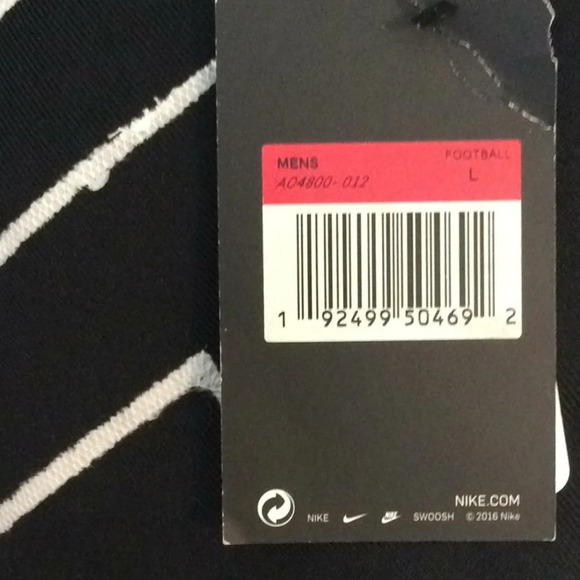 MENS FOOTBALL
AO4800-012 L
1 92499 50469 2
NIKE.COM
NIKE SWOOSH © 2016 Nike